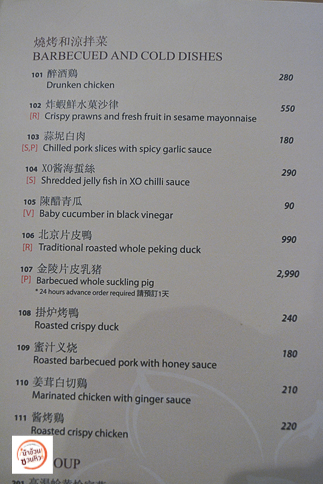 燒烤和涼拌菜
BARBECUED AND COLD DISHES
101 醉酒鷄 280
Drunken chicken
102 炸蝦鮮水菓沙律 550
[R] Crispy prawns and fresh fruit in sesame mayonnaise
103 蒜坭白肉 180
[S,P] Chilled pork slices with spicy garlic sauce
104 XO醬海蜇絲 290
[S] Shredded jelly fish in XO chilli sauce
105 陳醋青瓜 90
[V] Baby cucumber in black vinegar
106 北京片皮鴨 990
[R] Traditional roasted whole peking duck
107 金陵片皮乳猪 2,990
[P] Barbecued whole suckling pig
* 24 hours advance order required 請預訂1天
108 掛炉烤鴨 240
Roasted crispy duck
109 蜜汁义烧 180
Roasted barbecued pork with honey sauce
110 姜茸白切鷄 210
Marinated chicken with ginger sauce
111 酱烤鷄 220
Roasted crispy chicken
OUP